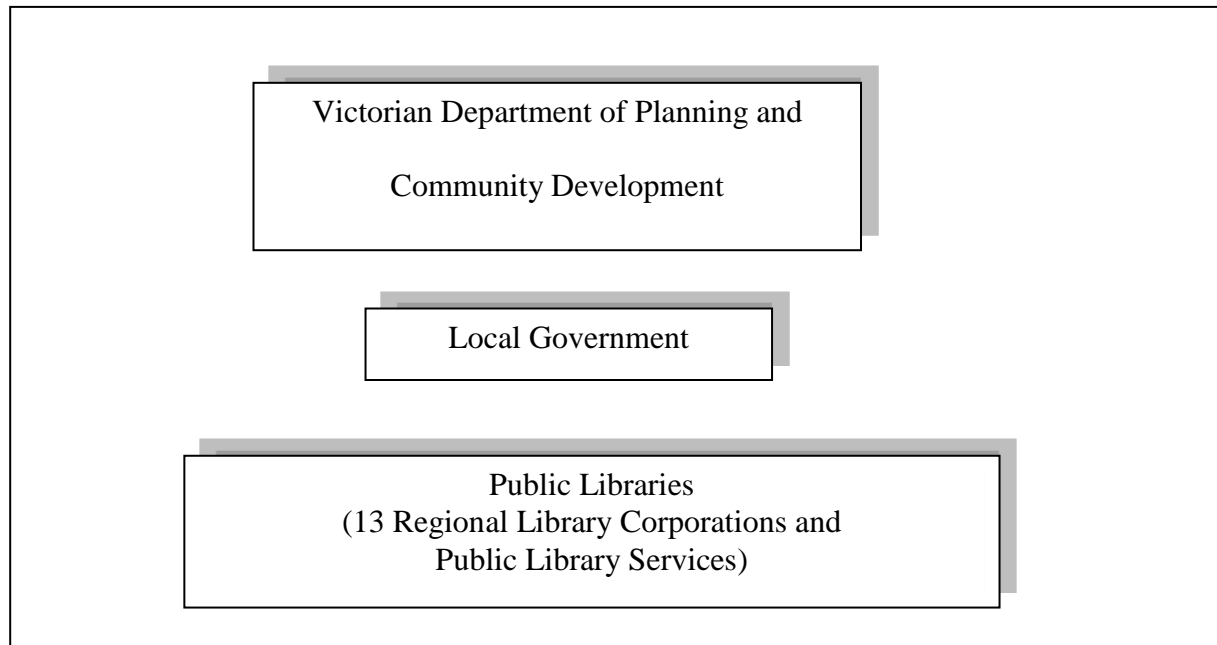 Victorian Department of Planning and
Community Development
Local Government
Public Libraries
(13 Regional Library Corporations and
Public Library Services)